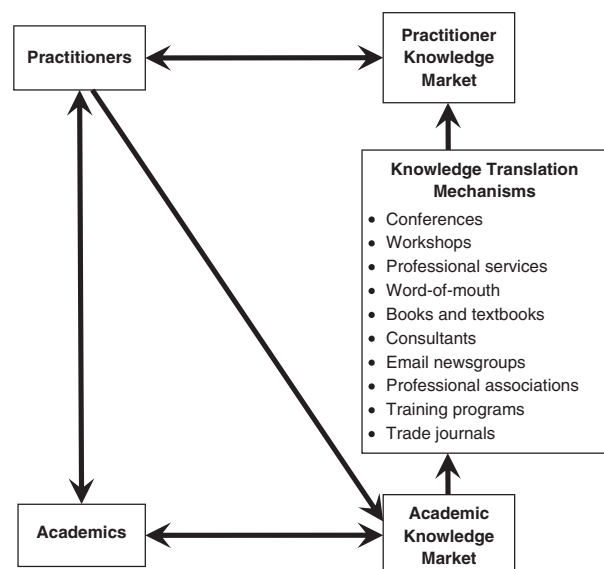 Practitioners
Practitioner
Knowledge
Market
Knowledge Translation
Mechanisms
• Conferences
• Workshops
• Professional services
• Word-of-mouth
• Books and textbooks
• Consultants
• Email newsgroups
• Professional associations
• Training programs
• Trade journals
Academics
Academic
Knowledge
Market